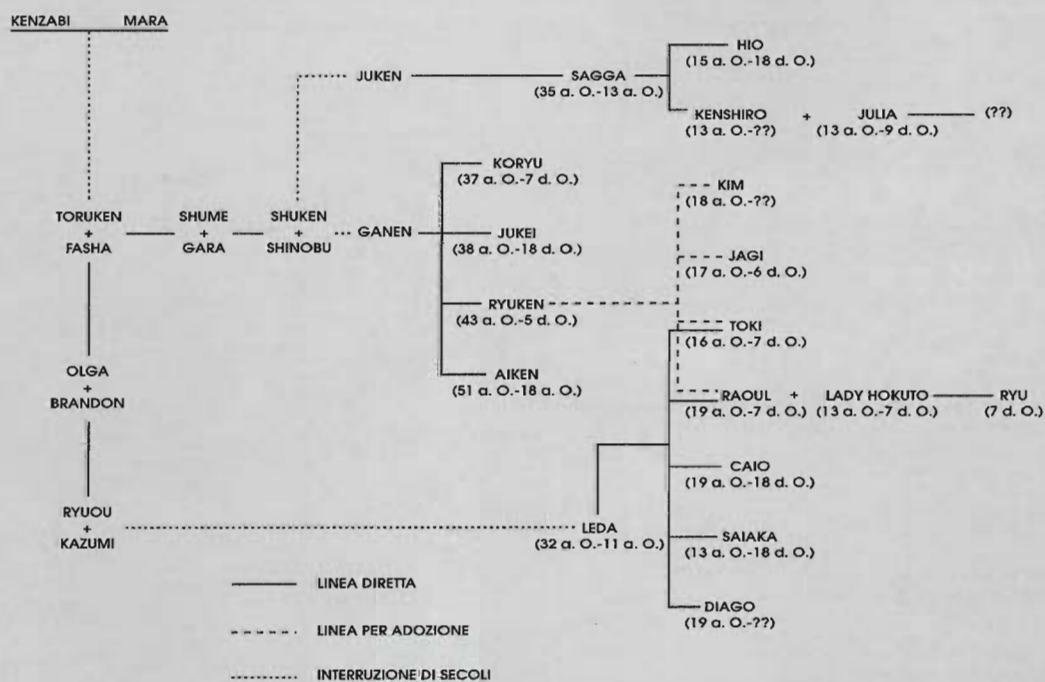 KENZABI MARA
HIO
(15 a. O.-18 d. O.)
JUKEN SAGGA
(35 a. O.-13 a. O.)
KENSHIRO + JULIA (??)
(13 a. O.-??) (13 a. O.-9 d. O.)
KORYU
(37 a. O.-7 d. O.)
KIM
(18 a. O.-??)
TORUKEN
+
FASHA
SHUME
+
GARA
SHUKEN
+
SHINOBU
GANEN
JUKEI
(38 a. O.-18 d. O.)
JAGI
(17 a. O.-6 d. O.)
RYUKEN
(43 a. O.-5 d. O.)
TOKI
(16 a. O.-7 d. O.)
AIKEN
(51 a. O.-18 a. O.)
OLGA
+
BRANDON
RAOUL + LADY HOKUTO RYU
(19 a. O.-7 d. O.) (13 a. O.-7 d. O.) (7 d. O.)
CAIO
(19 a. O.-18 d. O.)
RYUOU
+
KAZUMI
LEDA
(32 a. O.-11 a. O.)
SAIAKA
(13 a. O.-18 d. O.)
DIAGO
(19 a. O.-??)
LINEA DIRETTA
LINEA PER ADOZIONE
INTERRUZIONE DI SECOLI